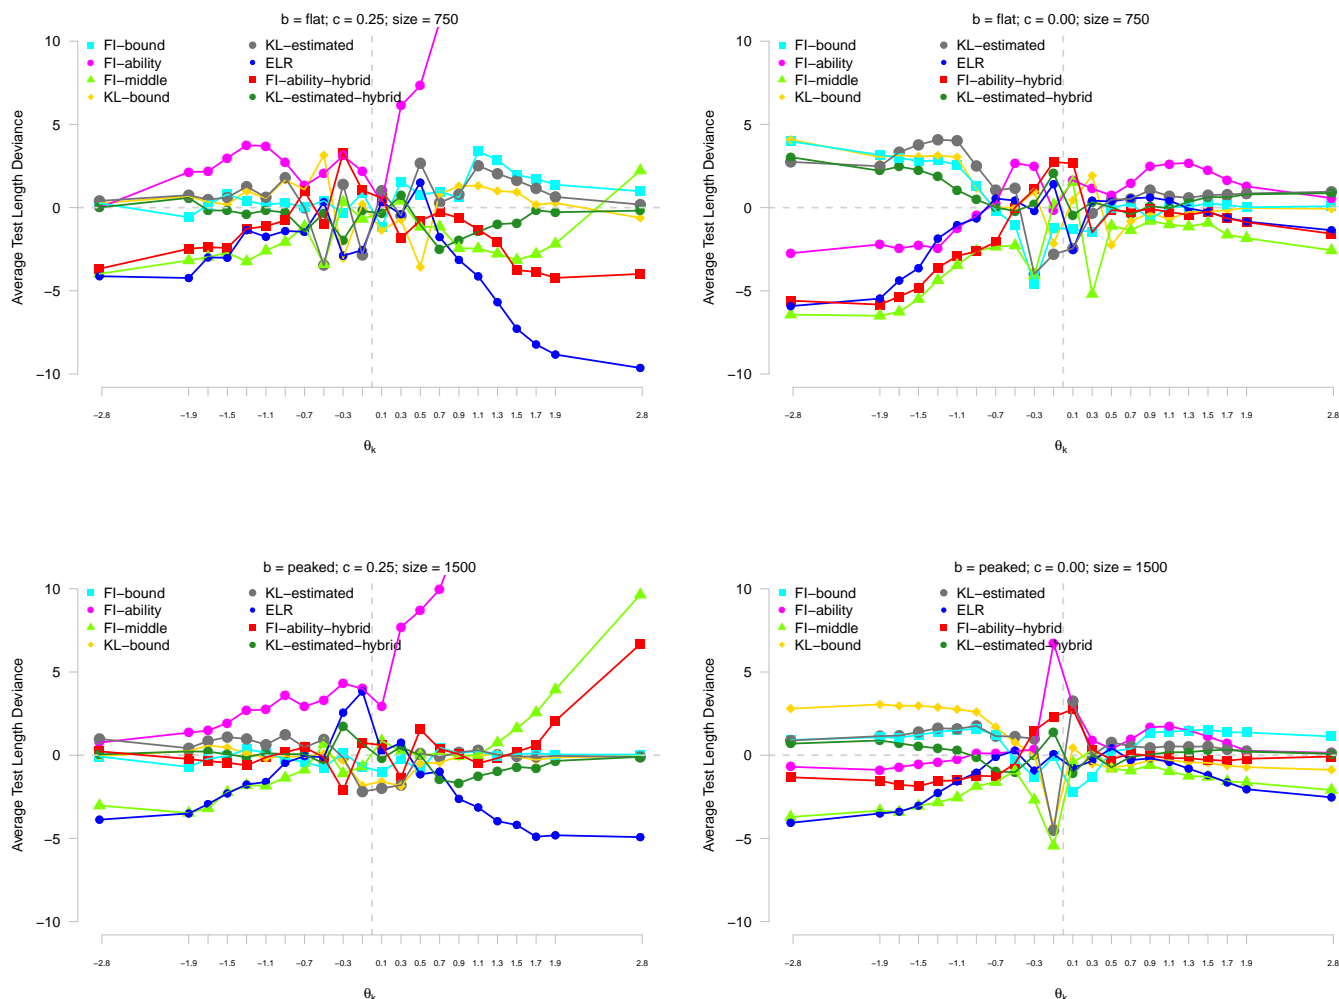 b = flat; c = 0.25; size = 750
10
5
0
−5
−10
Average Test Length Deviance
FI−bound
FI−ability
FI−middle
KL−bound
KL−estimated
ELR
FI−ability−hybrid
KL−estimated−hybrid
−2.8 −1.9 −1.5 −1.1 −0.7 −0.3 0.1 0.3 0.5 0.7 0.9 1.1 1.3 1.5 1.7 1.9 2.8
θk
b = flat; c = 0.00; size = 750
10
5
0
−5
−10
Average Test Length Deviance
FI−bound
FI−ability
FI−middle
KL−bound
KL−estimated
ELR
FI−ability−hybrid
KL−estimated−hybrid
−2.8 −1.9 −1.5 −1.1 −0.7 −0.3 0.1 0.3 0.5 0.7 0.9 1.1 1.3 1.5 1.7 1.9 2.8
θk
b = peaked; c = 0.25; size = 1500
10
5
0
−5
−10
Average Test Length Deviance
FI−bound
FI−ability
FI−middle
KL−bound
KL−estimated
ELR
FI−ability−hybrid
KL−estimated−hybrid
−2.8 −1.9 −1.5 −1.1 −0.7 −0.3 0.1 0.3 0.5 0.7 0.9 1.1 1.3 1.5 1.7 1.9 2.8
θk
b = peaked; c = 0.00; size = 1500
10
5
0
−5
−10
Average Test Length Deviance
FI−bound
FI−ability
FI−middle
KL−bound
KL−estimated
ELR
FI−ability−hybrid
KL−estimated−hybrid
−2.8 −1.9 −1.5 −1.1 −0.7 −0.3 0.1 0.3 0.5 0.7 0.9 1.1 1.3 1.5 1.7 1.9 2.8
θk